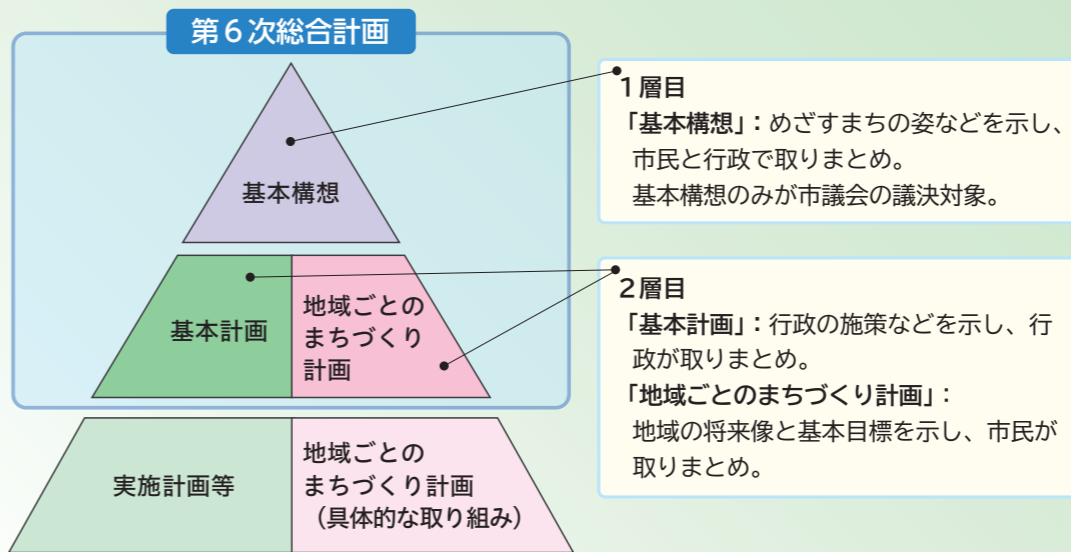 第6次総合計画
基本構想
基本計画
地域ごとの
まちづくり
計画
実施計画等
地域ごとの
まちづくり計画
（具体的な取り組み）
1層目
「基本構想」：めざすまちの姿などを示し、
市民と行政で取りまとめ。
基本構想のみが市議会の議決対象。
2層目
「基本計画」：行政の施策などを示し、行
政が取りまとめ。
「地域ごとのまちづくり計画」：
地域の将来像と基本目標を示し、市民が
取りまとめ。